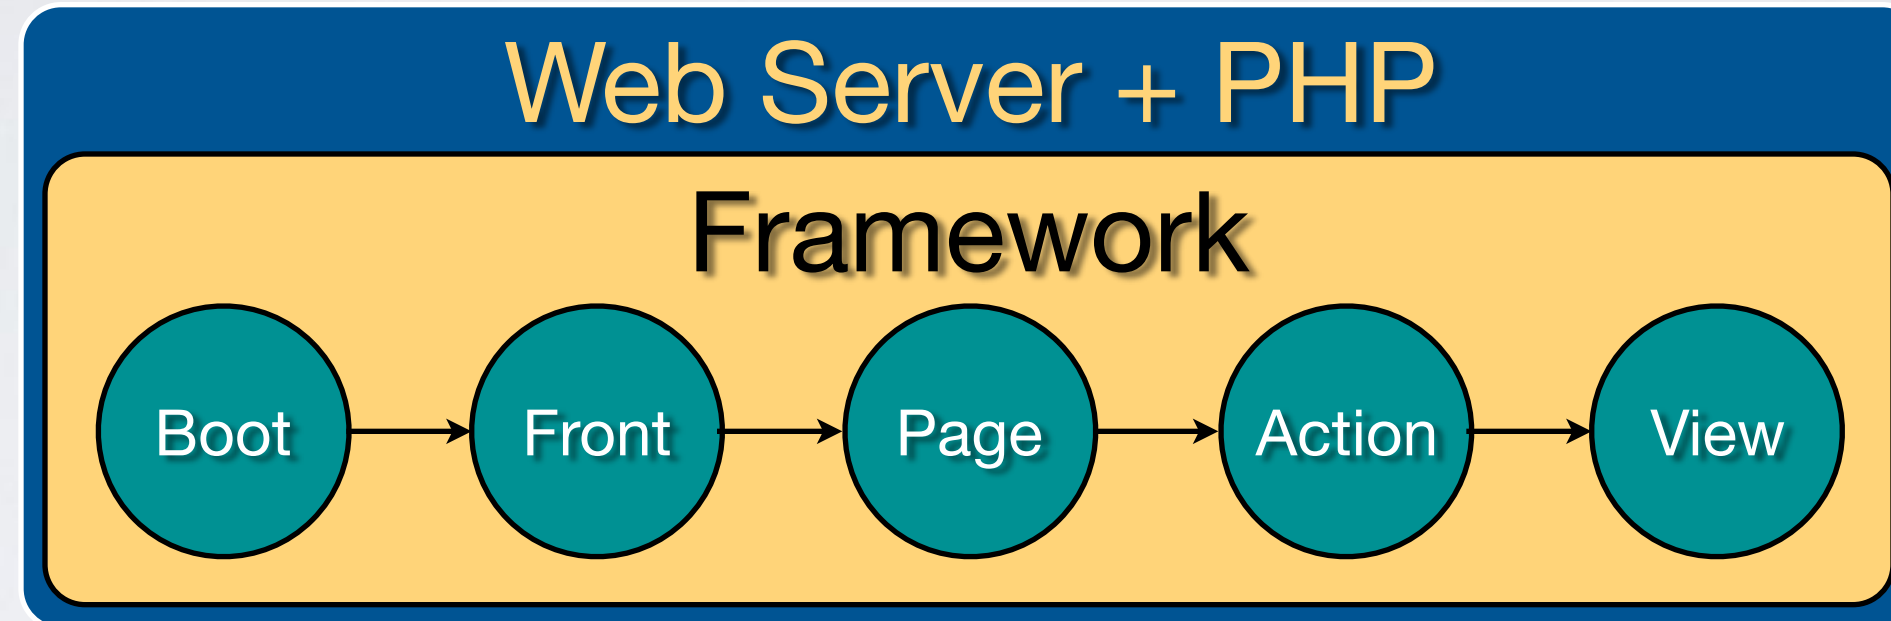 Web Server + PHP
Framework
Boot
Front
Page
Action
View